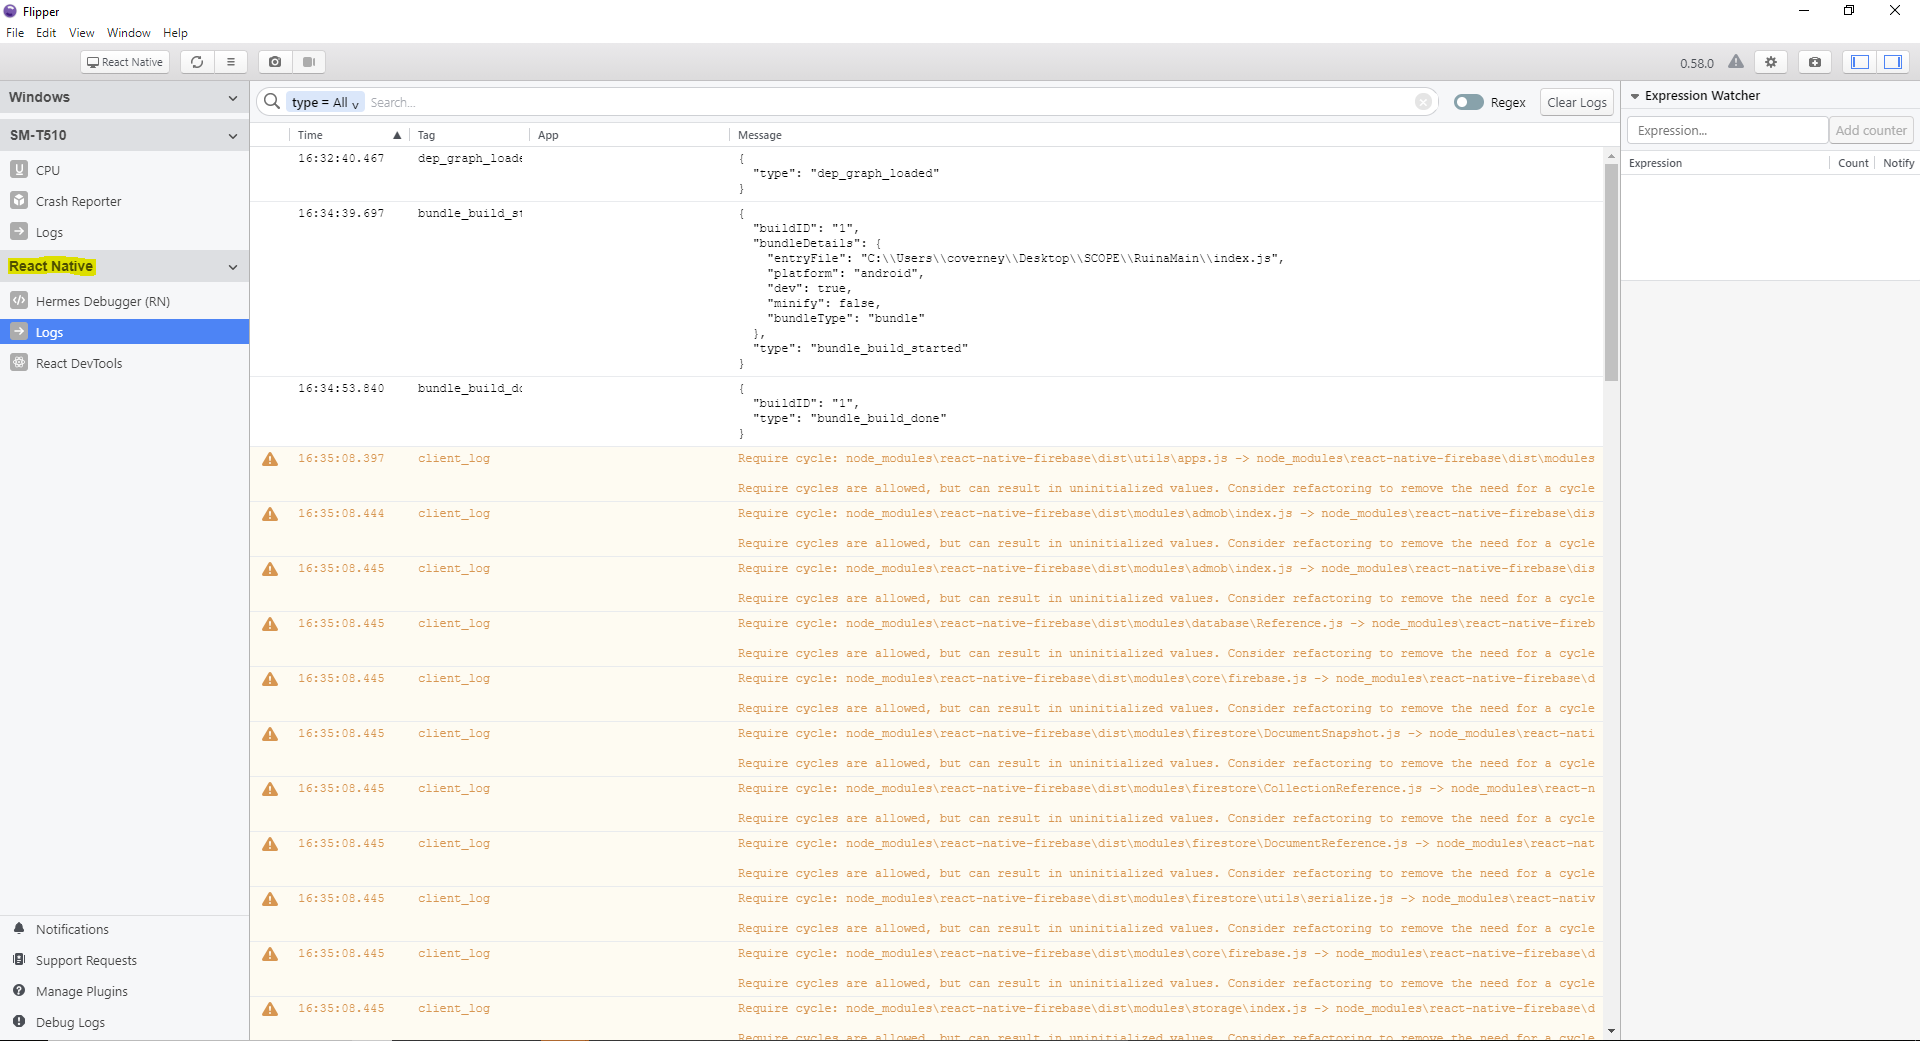 Flipper
File Edit View Window Help
React Native
0.58.0
Windows
SM-T510
CPU
Crash Reporter
Logs
React Native
Hermes Debugger (RN)
Logs
React DevTools
Notifications
Support Requests
Manage Plugins
Debug Logs
type = All Search... Regex Clear Logs
Time Tag App Message
16:32:40.467 dep_graph_loade {
"type": "dep_graph_loaded"
}
16:34:39.697 bundle_build_st {
"buildID": "1",
"bundleDetails": {
"entryFile": "C:\\Users\\coverney\\Desktop\\SCOPE\\RuinaMain\\index.js",
"platform": "android",
"dev": true,
"minify": false,
"bundleType": "bundle"
},
"type": "bundle_build_started"
}
16:34:53.840 bundle_build_do {
"buildID": "1",
"type": "bundle_build_done"
}
16:35:08.397 client_log Require cycle: node_modules\react-native-firebase\dist\utils\apps.js -> node_modules\react-native-firebase\dist\modules
Require cycles are allowed, but can result in uninitialized values. Consider refactoring to remove the need for a cycle
16:35:08.444 client_log Require cycle: node_modules\react-native-firebase\dist\modules\admob\index.js -> node_modules\react-native-firebase\dis
Require cycles are allowed, but can result in uninitialized values. Consider refactoring to remove the need for a cycle
16:35:08.445 client_log Require cycle: node_modules\react-native-firebase\dist\modules\admob\index.js -> node_modules\react-native-firebase\dis
Require cycles are allowed, but can result in uninitialized values. Consider refactoring to remove the need for a cycle
16:35:08.445 client_log Require cycle: node_modules\react-native-firebase\dist\modules\database\Reference.js -> node_modules\react-native-fireb
Require cycles are allowed, but can result in uninitialized values. Consider refactoring to remove the need for a cycle
16:35:08.445 client_log Require cycle: node_modules\react-native-firebase\dist\modules\core\firebase.js -> node_modules\react-native-firebase\d
Require cycles are allowed, but can result in uninitialized values. Consider refactoring to remove the need for a cycle
16:35:08.445 client_log Require cycle: node_modules\react-native-firebase\dist\modules\firestore\DocumentSnapshot.js -> node_modules\react-nati
Require cycles are allowed, but can result in uninitialized values. Consider refactoring to remove the need for a cycle
16:35:08.445 client_log Require cycle: node_modules\react-native-firebase\dist\modules\firestore\CollectionReference.js -> node_modules\react-n
Require cycles are allowed, but can result in uninitialized values. Consider refactoring to remove the need for a cycle
16:35:08.445 client_log Require cycle: node_modules\react-native-firebase\dist\modules\firestore\DocumentReference.js -> node_modules\react-nat
Require cycles are allowed, but can result in uninitialized values. Consider refactoring to remove the need for a cycle
16:35:08.445 client_log Require cycle: node_modules\react-native-firebase\dist\modules\firestore\utils\serialize.js -> node_modules\react-nativ
Require cycles are allowed, but can result in uninitialized values. Consider refactoring to remove the need for a cycle
16:35:08.445 client_log Require cycle: node_modules\react-native-firebase\dist\modules\core\firebase.js -> node_modules\react-native-firebase\d
Require cycles are allowed, but can result in uninitialized values. Consider refactoring to remove the need for a cycle
16:35:08.445 client_log Require cycle: node_modules\react-native-firebase\dist\modules\storage\index.js -> node_modules\react-native-firebase\d
Require cycles are allowed, but can result in uninitialized values. Consider refactoring to remove the need for a cycle
Expression Watcher
Expression... Add counter
Expression Count Notify